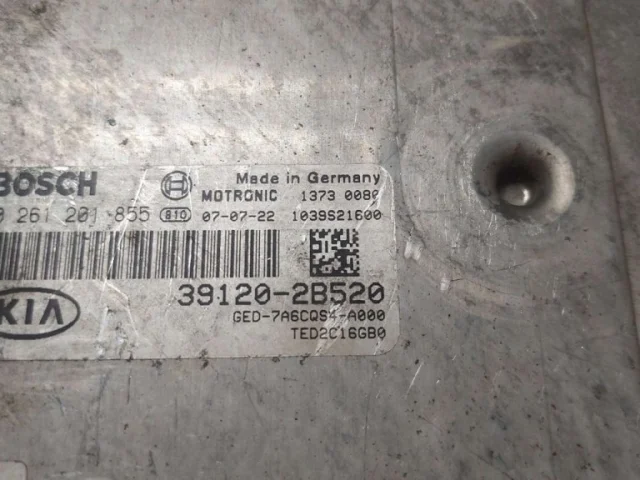 BOSCH
Made in Germany
MOTRONIC 1373 0080
0 261 201 855 810 07-07-22 1039S21600
39120-2B520
KIA
GED-7A6CQS4-A000
TED2C16GB0